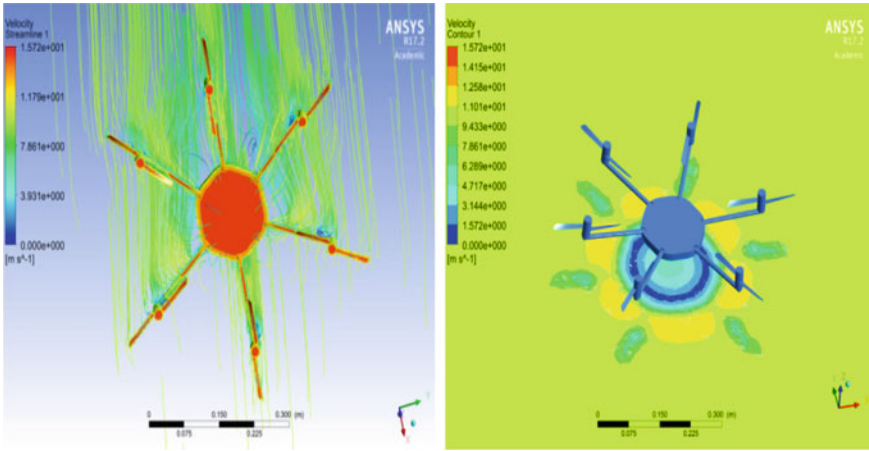 Velocity
Streamline 1
1.572e+001
1.179e+001
7.861e+000
3.931e+000
0.000e+000
[m s^-1]
ANSYS
R17.2
Academic
0 0.150 0.300 (m)
0.075 0.225
Velocity
Contour 1
1.572e+001
1.415e+001
1.258e+001
1.101e+001
9.433e+000
7.861e+000
6.289e+000
4.717e+000
3.144e+000
1.572e+000
0.000e+000
[m s^-1]
ANSYS
R17.2
Academic
0 0.150 0.300 (m)
0.075 0.225